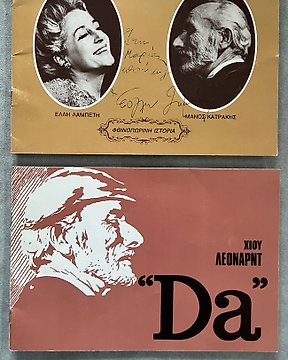 ΕΛΛΗ ΛΑΜΠΕΤΗ
ΜΑΝΟΣ ΚΑΤΡΑΚΗΣ
ΦΘΙΝΟΠΩΡΙΝΗ ΙΣΤΟΡΙΑ
ΧΙΟΥ
ΛΕΟΝΑΡΝΤ
“Da”